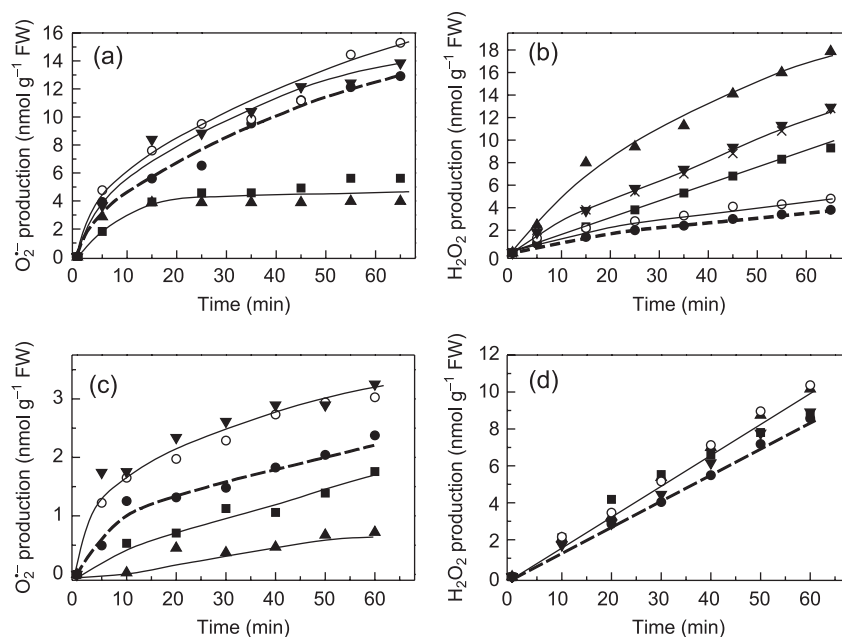 (a)
O₂•− production (nmol g⁻¹ FW)
16
14
12
10
8
6
4
2
0
0 10 20 30 40 50 60
Time (min)
(b)
H₂O₂ production (nmol g⁻¹ FW)
18
16
14
12
10
8
6
4
2
0
0 10 20 30 40 50 60
Time (min)
(c)
O₂•− production (nmol g⁻¹ FW)
3
2
1
0
0 10 20 30 40 50 60
Time (min)
(d)
H₂O₂ production (nmol g⁻¹ FW)
12
10
8
6
4
2
0
0 10 20 30 40 50 60
Time (min)